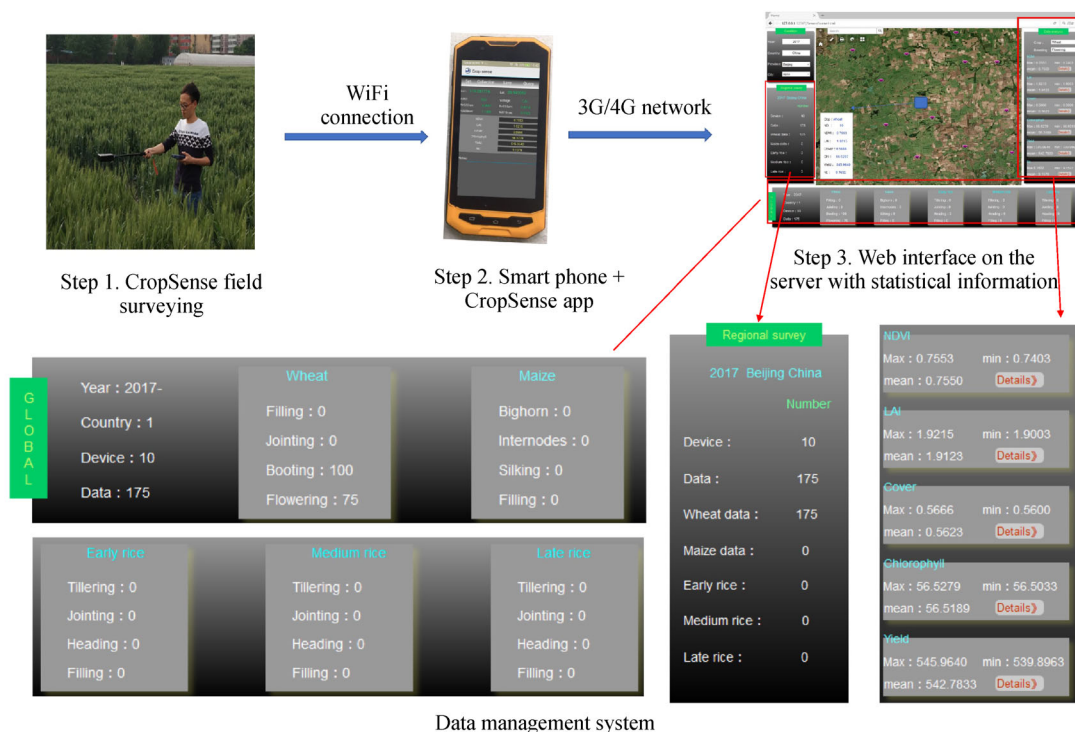 WiFi
connection
3G/4G network
Step 1. CropSense field
surveying
Step 2. Smart phone +
CropSense app
Step 3. Web interface on the
server with statistical information
GLOBAL
Year : 2017-
Country : 1
Device : 10
Data : 175
Wheat
Filling : 0
Jointing : 0
Booting : 100
Flowering : 75
Maize
Bighorn : 0
Internodes : 0
Silking : 0
Filling : 0
Early rice
Tillering : 0
Jointing : 0
Heading : 0
Filling : 0
Medium rice
Tillering : 0
Jointing : 0
Heading : 0
Filling : 0
Late rice
Tillering : 0
Jointing : 0
Heading : 0
Filling : 0
Regional survey
2017 Beijing China
Number
Device : 10
Data : 175
Wheat data : 175
Maize data : 0
Early rice : 0
Medium rice : 0
Late rice : 0
NDVI
Max : 0.7553 min : 0.7403
mean : 0.7550 Details》
LAI
Max : 1.9215 min : 1.9003
mean : 1.9123 Details》
Cover
Max : 0.5666 min : 0.5600
mean : 0.5623 Details》
Chlorophyll
Max : 56.5279 min : 56.5033
mean : 56.5189 Details》
Yield
Max : 545.9640 min : 539.8963
mean : 542.7833 Details》
Data management system